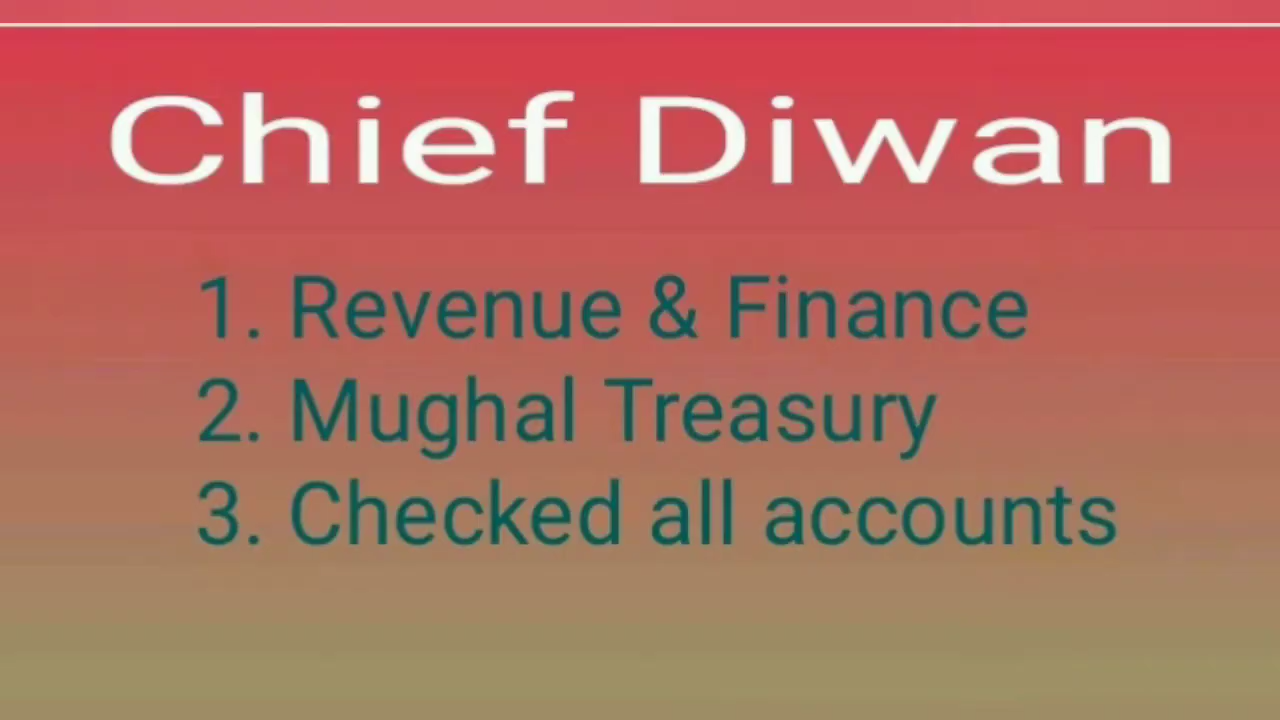 Chief Diwan
1. Revenue & Finance
2. Mughal Treasury
3. Checked all accounts